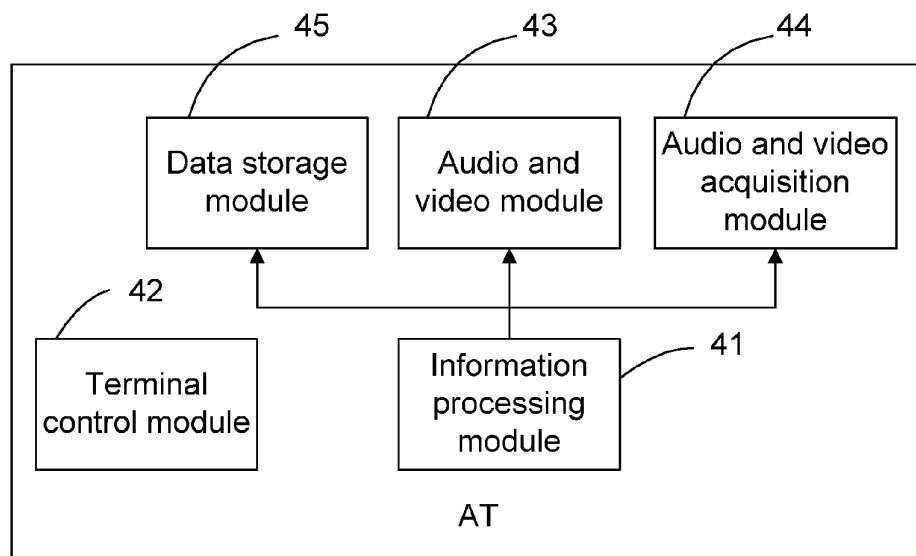 45
43
44
Data storage
module
Audio and
video module
Audio and video
acquisition
module
42
41
Terminal
control module
Information
processing
module
AT